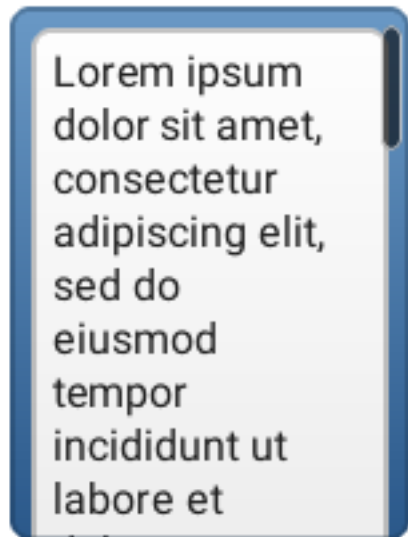 Lorem ipsum
dolor sit amet,
consectetur
adipiscing elit,
sed do
eiusmod
tempor
incididunt ut
labore et